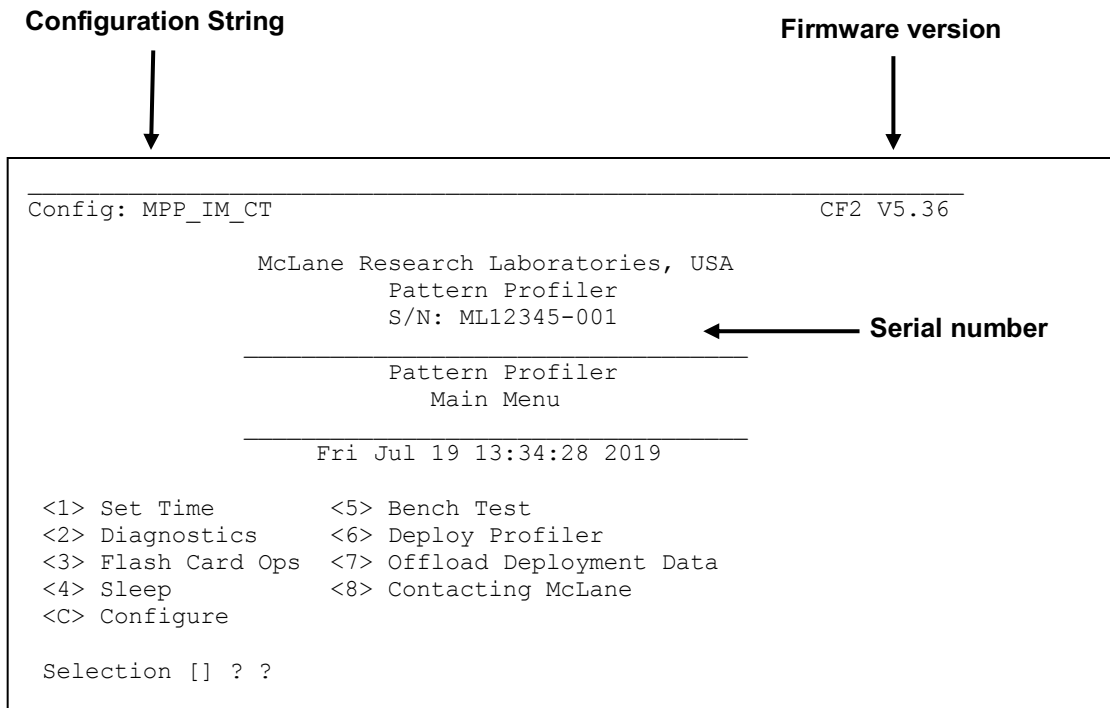 Configuration String
Firmware version
Config: MPP_IM_CT CF2 V5.36
McLane Research Laboratories, USA
Pattern Profiler
S/N: ML12345-001
Serial number
Pattern Profiler
Main Menu
Fri Jul 19 13:34:28 2019
<1> Set Time <5> Bench Test
<2> Diagnostics <6> Deploy Profiler
<3> Flash Card Ops <7> Offload Deployment Data
<4> Sleep <8> Contacting McLane
<C> Configure
Selection [] ? ?